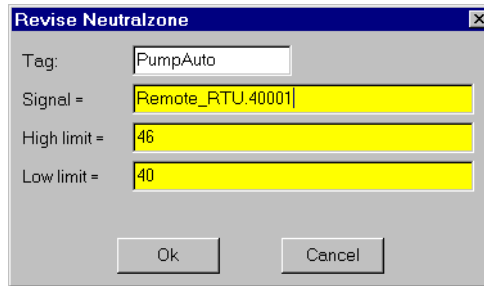 Revise Neutralzone
Tag: PumpAuto
Signal = Remote_RTU.40001
High limit = 46
Low limit = 40
Ok Cancel